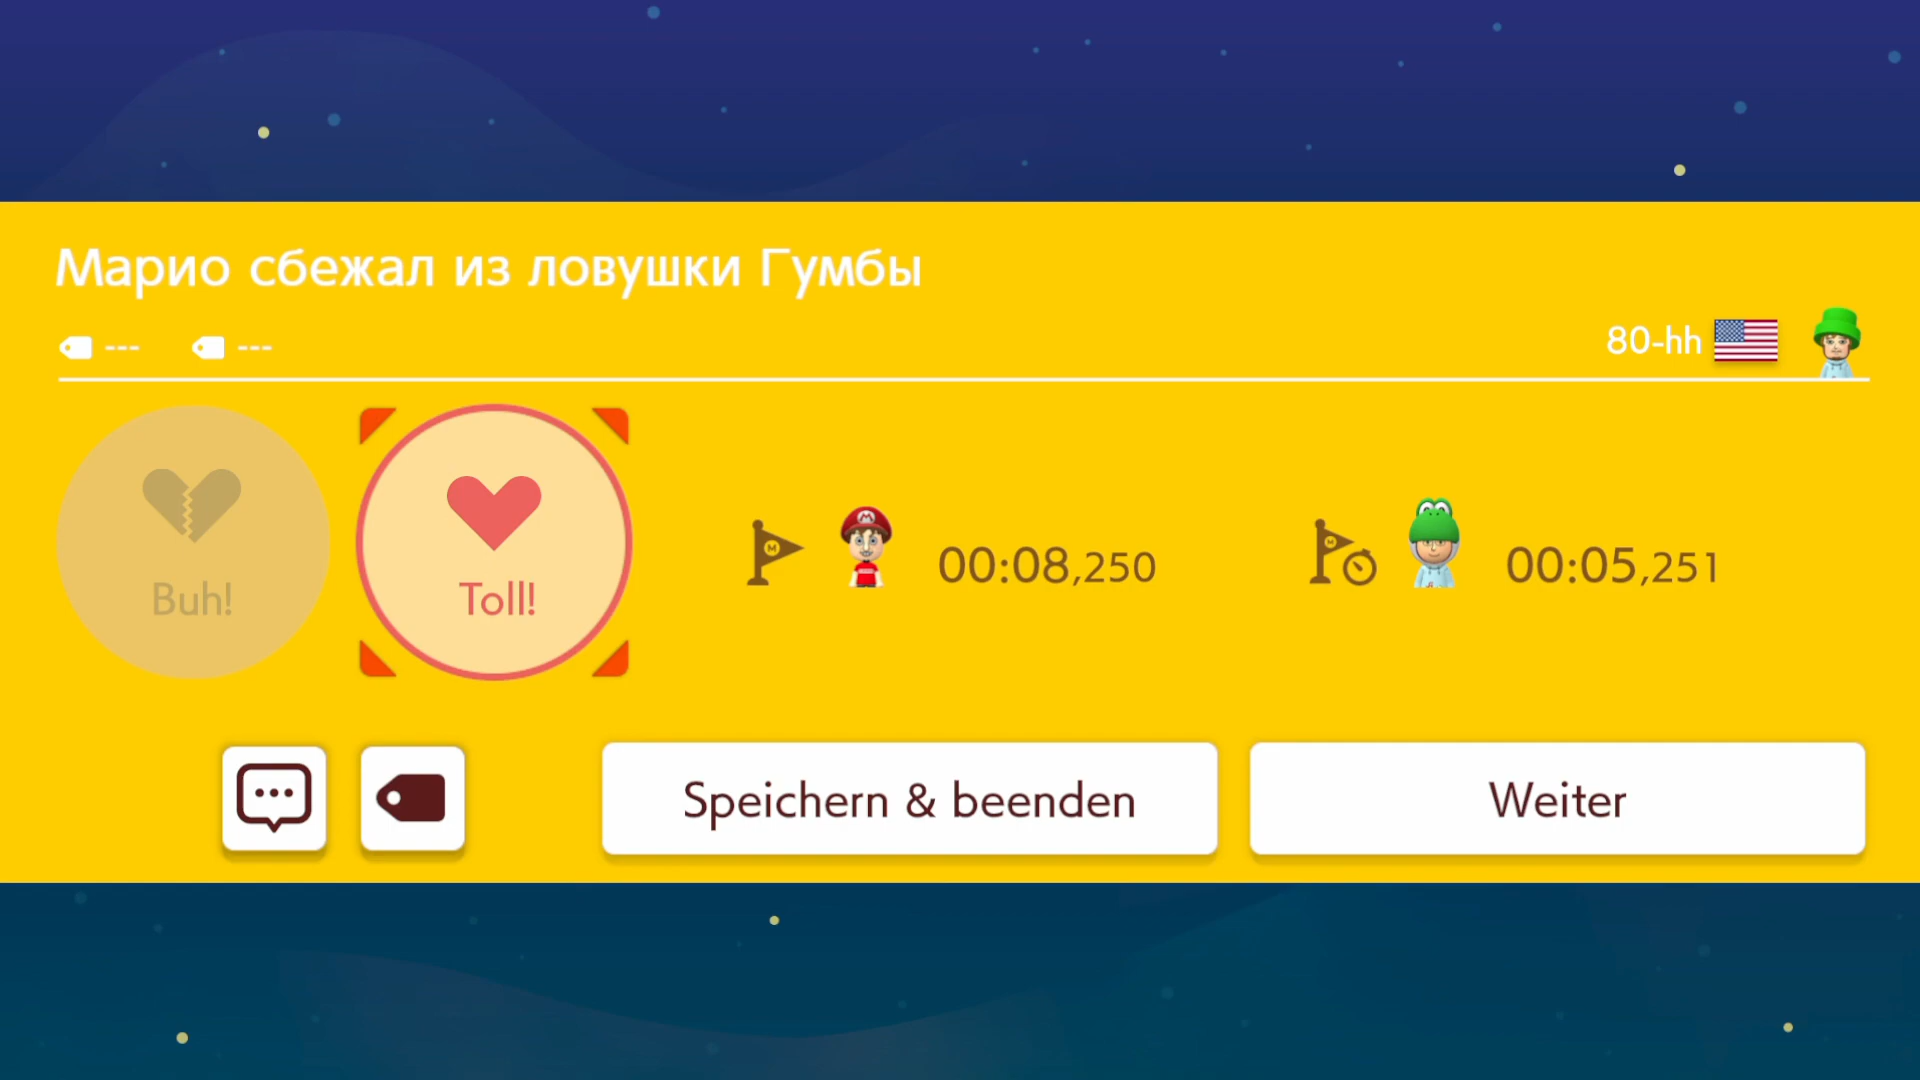 Марио сбежал из ловушки Гумбы
--- ---
80-hh
Buh!
Toll!
00:08,250
00:05,251
Speichern & beenden
Weiter